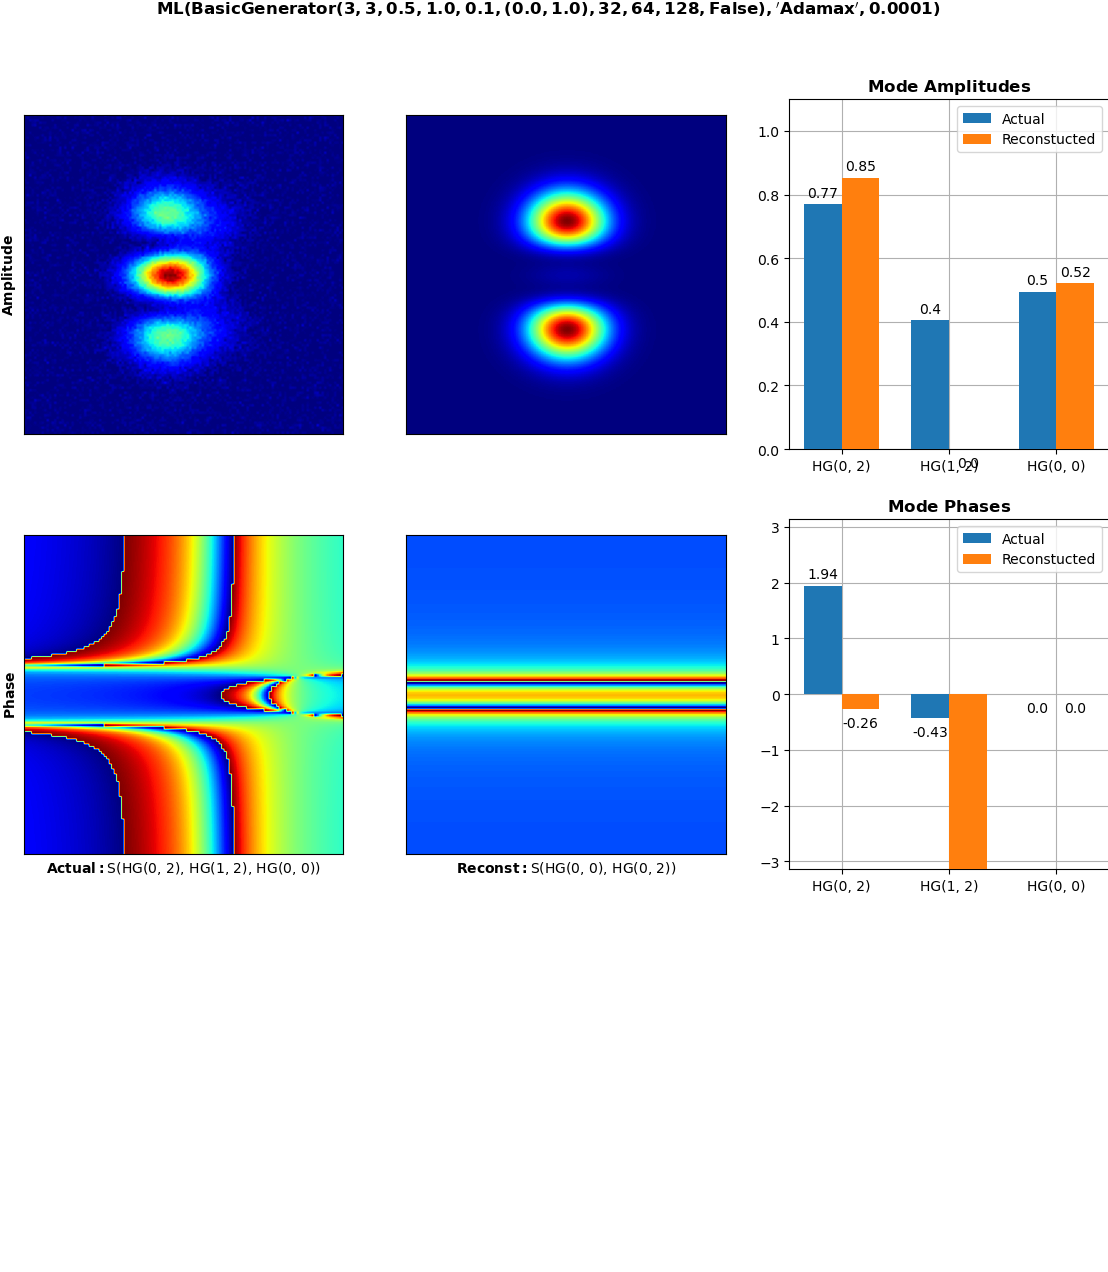 ML(BasicGenerator(3, 3, 0.5, 1.0, 0.1, (0.0, 1.0), 32, 64, 128, False), ′Adamax′, 0.0001)
Amplitude
Mode Amplitudes
Actual
Reconstucted
1.0
0.8
0.6
0.4
0.2
0.0
0.77
0.85
0.4
0.0
0.5
0.52
HG(0, 2)
HG(1, 2)
HG(0, 0)
Phase
Actual: S(HG(0, 2), HG(1, 2), HG(0, 0))
Reconst: S(HG(0, 0), HG(0, 2))
Mode Phases
Actual
Reconstucted
3
2
1
0
−1
−2
−3
1.94
-0.26
-0.43
0.0
0.0
HG(0, 2)
HG(1, 2)
HG(0, 0)